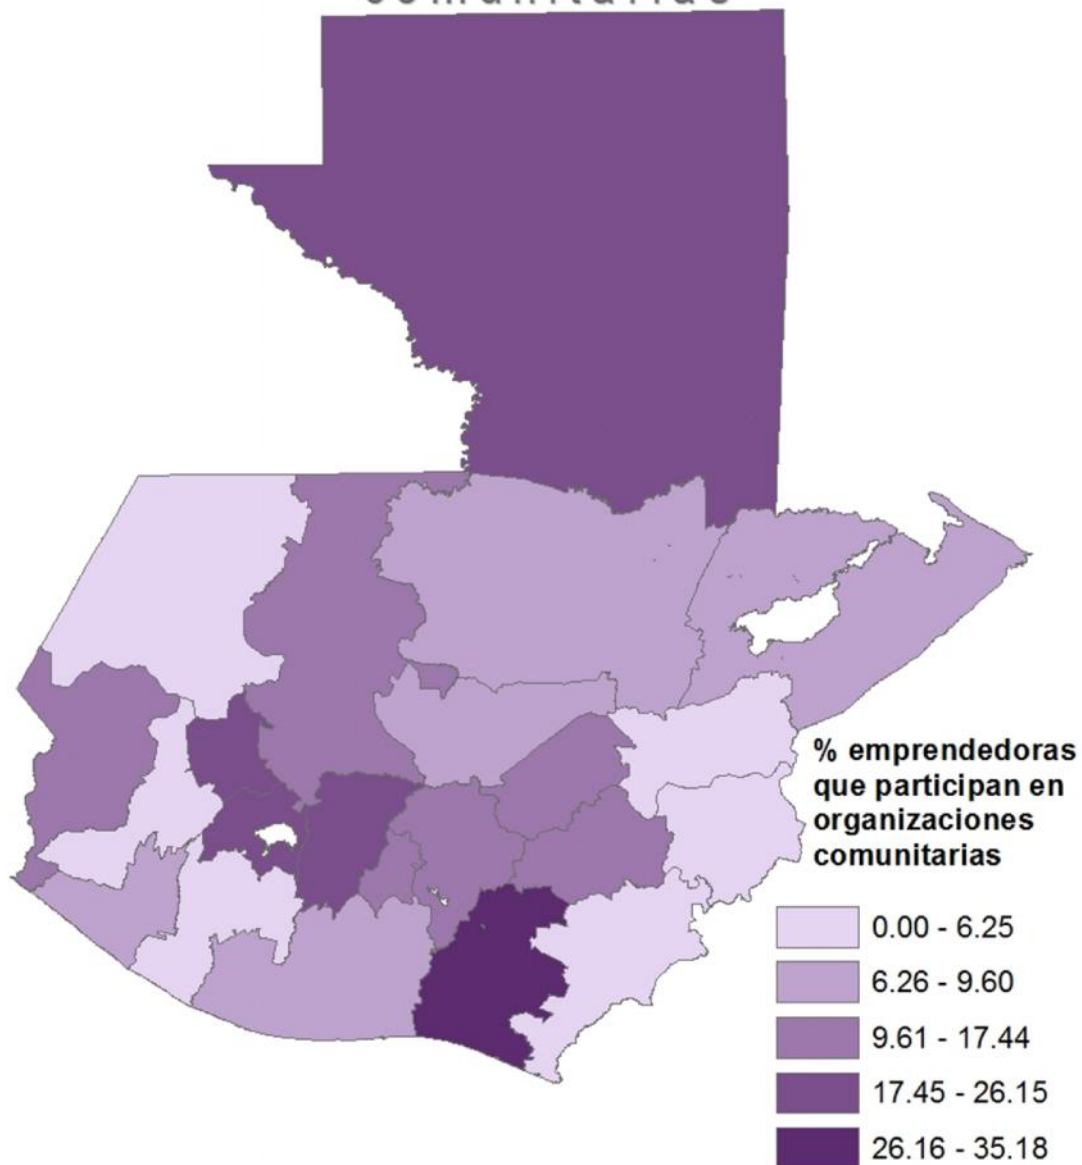 comunitarias
% emprendedoras
que participan en
organizaciones
comunitarias
0.00 - 6.25
6.26 - 9.60
9.61 - 17.44
17.45 - 26.15
26.16 - 35.18